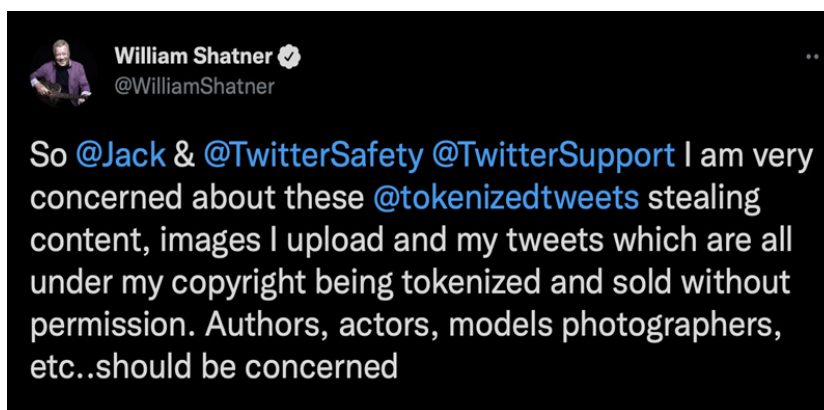 William Shatner
@WilliamShatner
So @Jack & @TwitterSafety @TwitterSupport I am very
concerned about these @tokenizedtweets stealing
content, images I upload and my tweets which are all
under my copyright being tokenized and sold without
permission. Authors, actors, models photographers,
etc..should be concerned